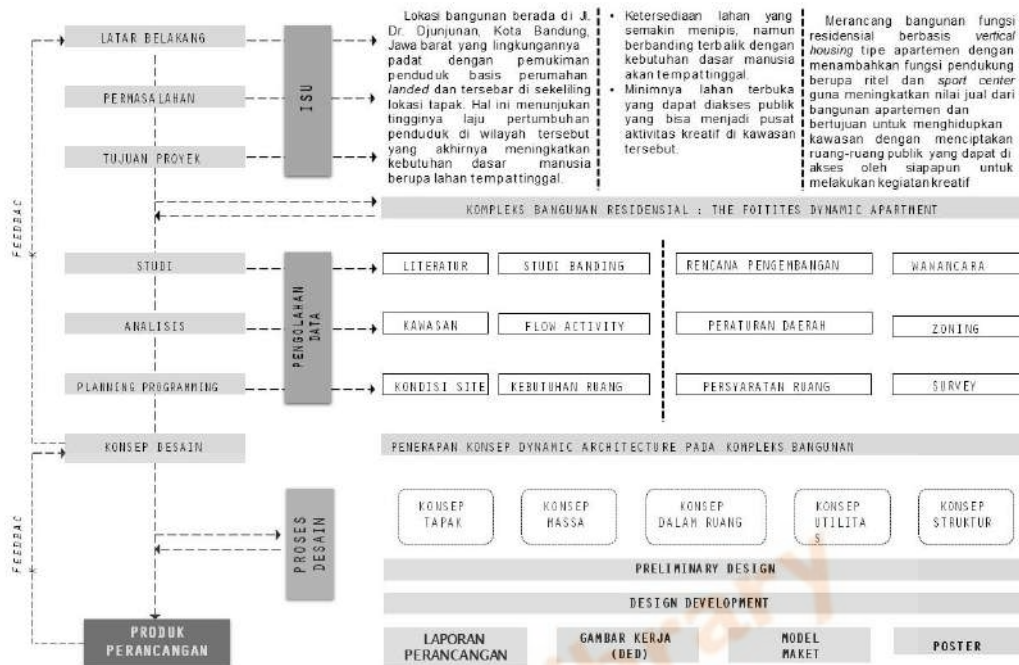 LATAR BELAKANG
PERMASALAHAN
TUJUAN PROYEK
ISU
Lokasi bangunan berada di Jl.
Dr. Djunjunan, Kota Bandung,
Jawa barat yang lingkungannya
padat dengan pemukiman
penduduk basis perumahan
landed dan tersebar di sekeliling
lokasi tapak. Hal ini menunjukan
tingginya laju pertumbuhan
penduduk di wilayah tersebut
yang akhirnya meningkatkan
kebutuhan dasar manusia
berupa lahan tempattinggal.
• Ketersediaan lahan yang
semakin menipis, namun
berbanding terbalik dengan
kebutuhan dasar manusia
akan tempattinggal.
• Minimnya lahan terbuka
yang dapat diakses publik
yang bisa menjadi pusat
aktivitas kreatif di kawasan
tersebut.
Merancang bangunan fungsi
residensial berbasis vertical
housing tipe apartemen dengan
menambahkan fungsi pendukung
berupa ritel dan sport center
guna meningkatkan nilai jual dari
bangunan apartemen dan
bertujuan untuk menghidupkan
kawasan dengan menciptakan
ruang-ruang publik yang dapat di
akses oleh siapapun untuk
melakukan kegiatan kreatif
KOMPLEKS BANGUNAN RESIDENSIAL : THE FOITITES DYNAMIC APARTMENT
FEEDBAC
STUDI
ANALISIS
PLANNING PROGRAMMING
PENGOLAHAN
DATA
LITERATUR
STUDI BANDING
RENCANA PENGEMBANGAN
WAWANCARA
KAWASAN
FLOW ACTIVITY
PERATURAN DAERAH
ZONING
KONDISI SITE
KEBUTUHAN RUANG
PERSYARATAN RUANG
SURVEY
KONSEP DESAIN
PENERAPAN KONSEP DYNAMIC ARCHITECTURE PADA KOMPLEKS BANGUNAN
FEEDBAC
PROSES
DESAIN
KONSEP
TAPAK
KONSEP
MASSA
KONSEP
DALAM RUANG
KONSEP
UTILITA
S
KONSEP
STRUKTUR
PRELIMINARY DESIGN
DESIGN DEVELOPMENT
PRODUK
PERANCANGAN
LAPORAN
PERANCANGAN
GAMBAR KERJA
(DED)
MODEL
MAKET
POSTER